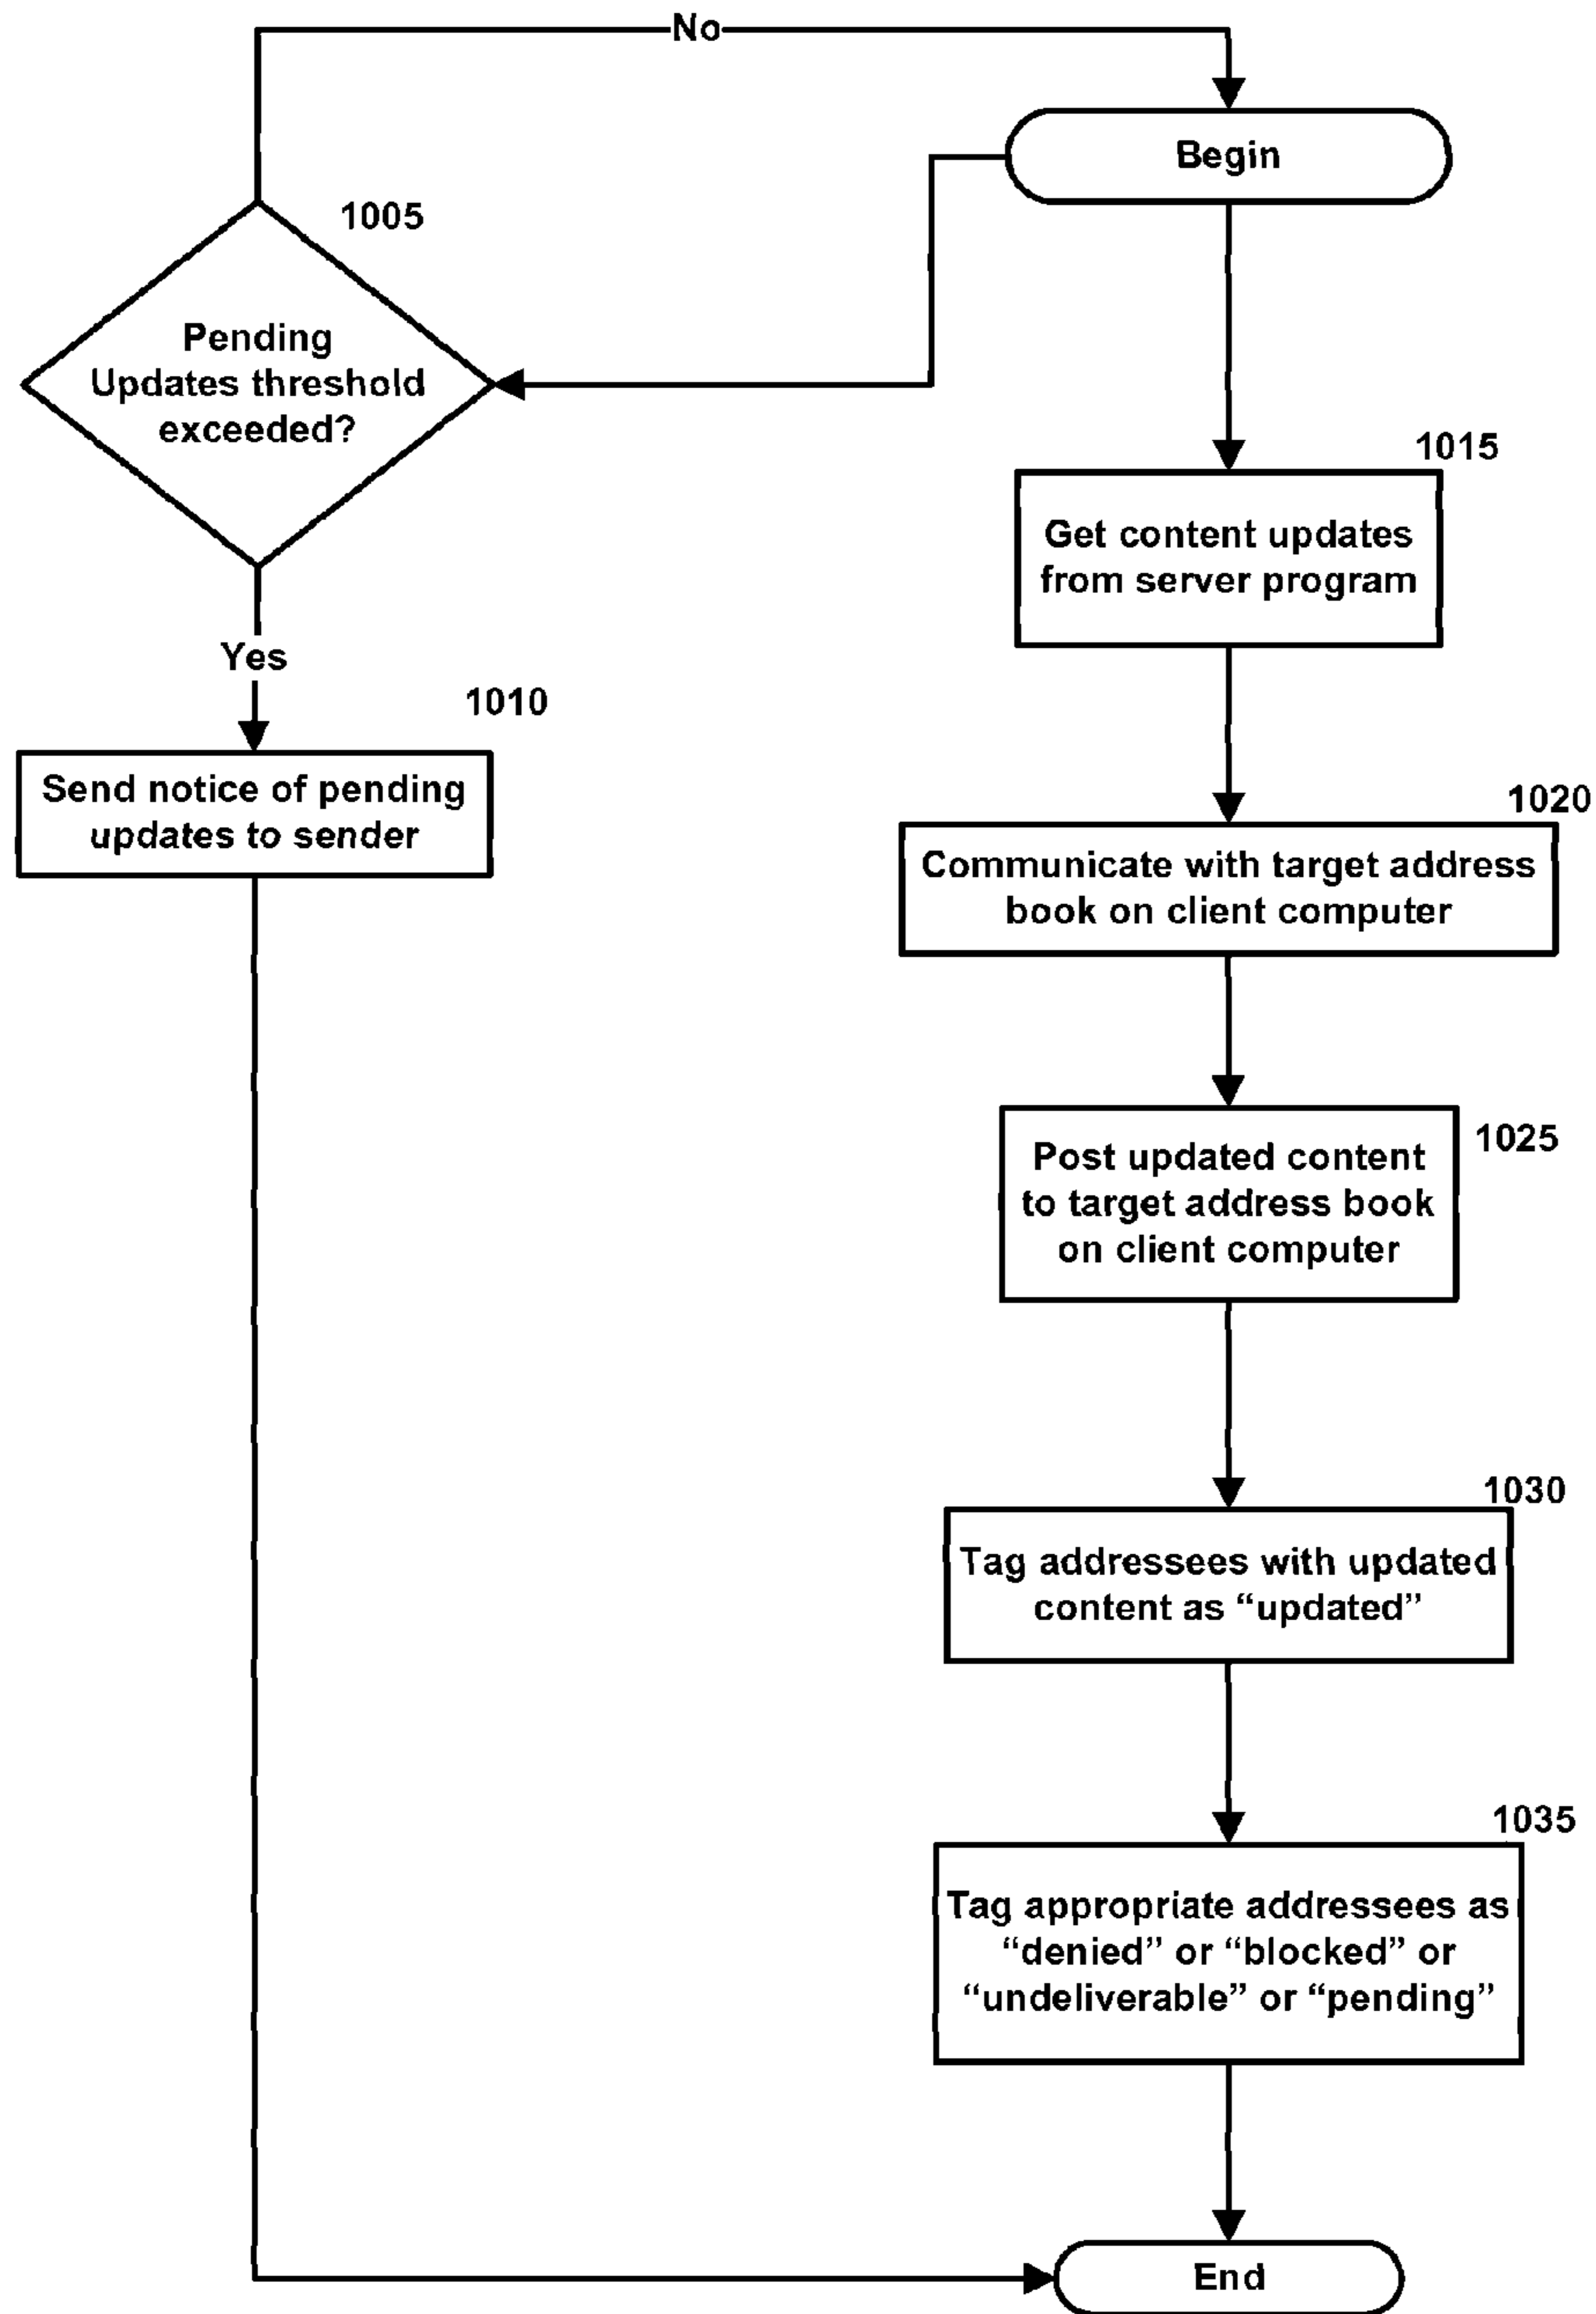 No
Begin
1005
Pending
Updates threshold
exceeded?
1015
Get content updates
from server program
Yes
1010
Send notice of pending
updates to sender
1020
Communicate with target address
book on client computer
1025
Post updated content
to target address book
on client computer
1030
Tag addressees with updated
content as “updated”
1035
Tag appropriate addressees as
“denied” or “blocked” or
“undeliverable” or “pending”
End